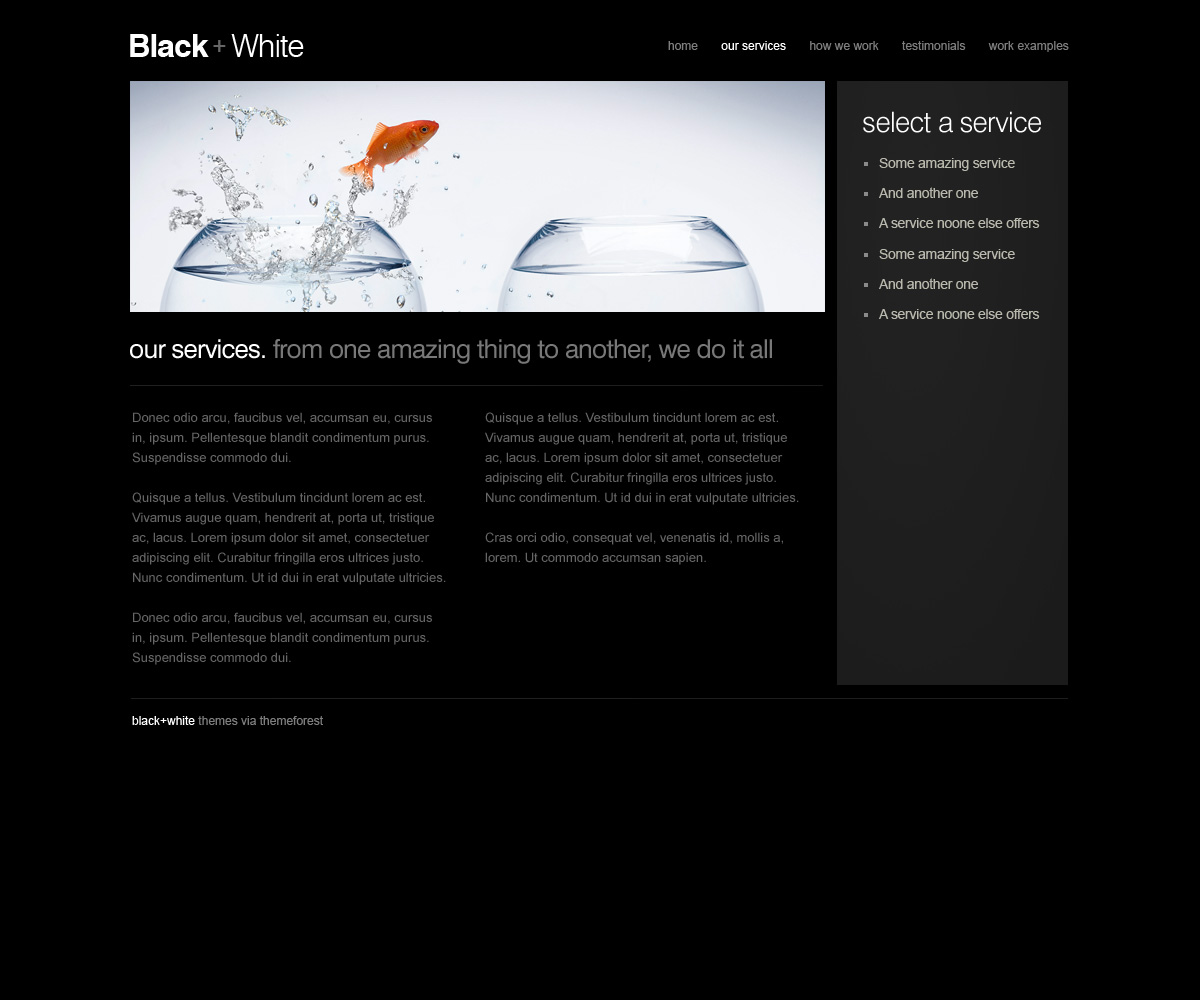 Black + White
home our services how we work testimonials work examples
select a service
Some amazing service
And another one
A service noone else offers
Some amazing service
And another one
A service noone else offers
our services. from one amazing thing to another, we do it all
Donec odio arcu, faucibus vel, accumsan eu, cursus
in, ipsum. Pellentesque blandit condimentum purus.
Suspendisse commodo dui.
Quisque a tellus. Vestibulum tincidunt lorem ac est.
Vivamus augue quam, hendrerit at, porta ut, tristique
ac, lacus. Lorem ipsum dolor sit amet, consectetuer
adipiscing elit. Curabitur fringilla eros ultrices justo.
Nunc condimentum. Ut id dui in erat vulputate ultricies.
Donec odio arcu, faucibus vel, accumsan eu, cursus
in, ipsum. Pellentesque blandit condimentum purus.
Suspendisse commodo dui.
Quisque a tellus. Vestibulum tincidunt lorem ac est.
Vivamus augue quam, hendrerit at, porta ut, tristique
ac, lacus. Lorem ipsum dolor sit amet, consectetuer
adipiscing elit. Curabitur fringilla eros ultrices justo.
Nunc condimentum. Ut id dui in erat vulputate ultricies.
Cras orci odio, consequat vel, venenatis id, mollis a,
lorem. Ut commodo accumsan sapien.
black+white themes via themeforest